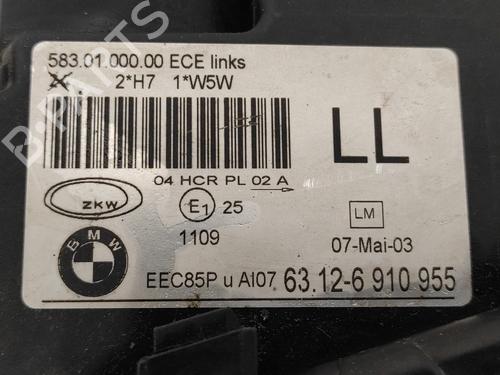 583.01.000.00 ECE links
2*H7 1*W5W
LL
04 HCR PL 02 A
ZKW
E1 25
LM
1109
07-Mai-03
BMW
EEC85P u AI07 63.12-6 910 955
B-PARTS